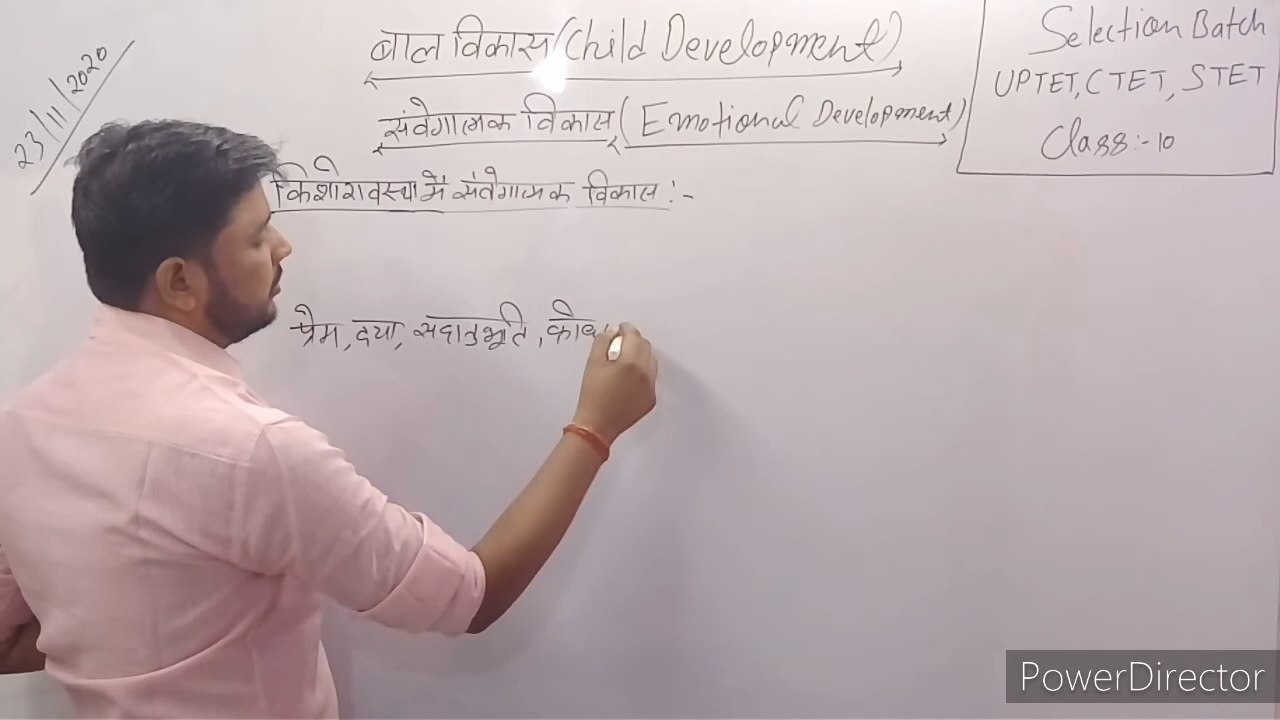 23/11/2020
बाल विकास (Child Development)
संवेगात्मक विकास (Emotional Development)
Selection Batch
UPTET, CTET, STET
Class:- 10
किशोरावस्था में संवेगात्मक विकास :-
प्रेम, दया, सहानुभूति,
PowerDirector